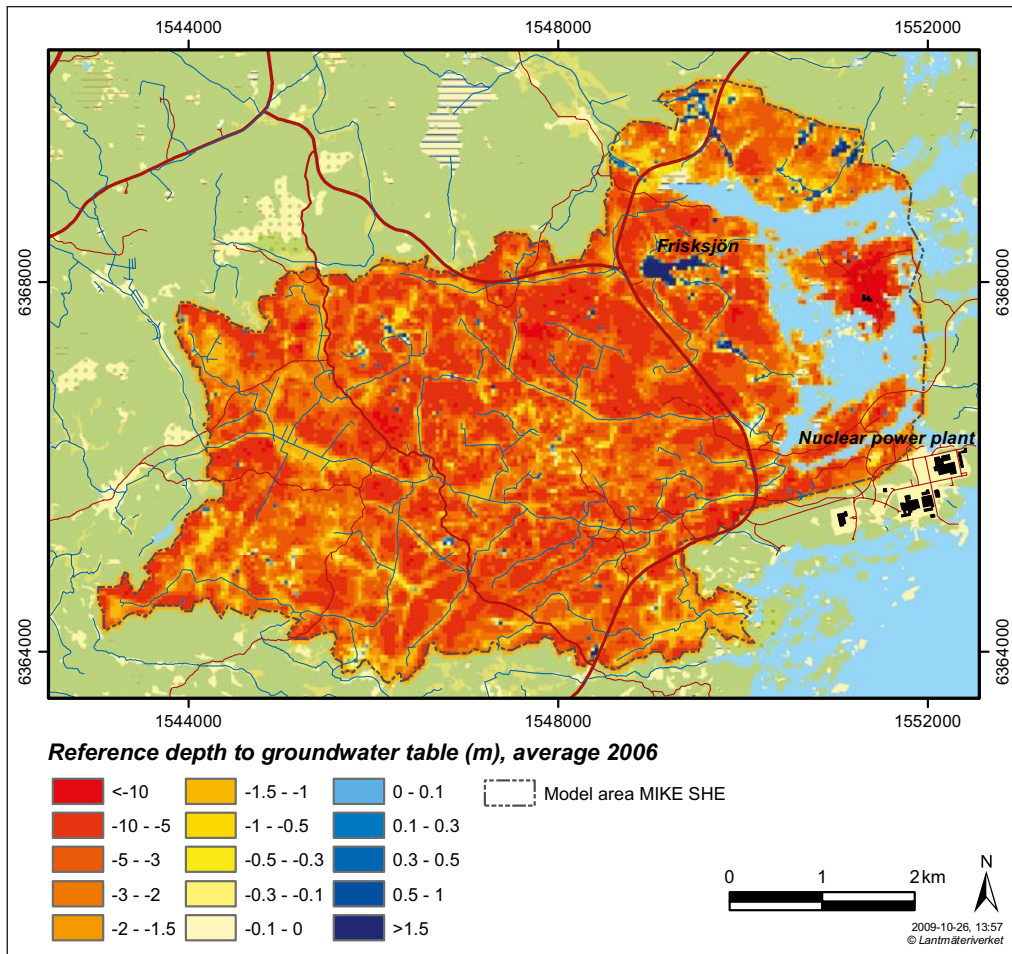 1544000 1548000 1552000
6368000 6368000
Frisksjön
Nuclear power plant
6364000 6364000
1544000 1548000 1552000
Reference depth to groundwater table (m), average 2006
<-10 -1.5 - -1 0 - 0.1 Model area MIKE SHE
-10 - -5 -1 - -0.5 0.1 - 0.3
-5 - -3 -0.5 - -0.3 0.3 - 0.5
-3 - -2 -0.3 - -0.1 0.5 - 1
-2 - -1.5 -0.1 - 0 >1.5
0 1 2 km
N
2009-10-26, 13:57
© Lantmäteriverket